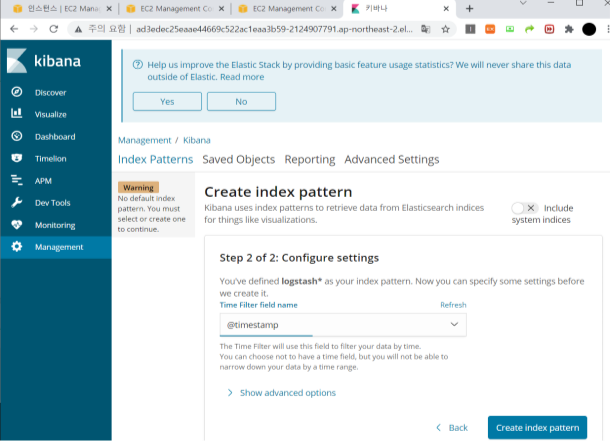 인스턴스 | EC2 Mana
EC2 Management Co
EC2 Management Co
키바나
주의 요함
ad3edec25eaae44669c522ac1eaa3b59-2124907791.ap-northeast-2.el...
kibana
Discover
Visualize
Dashboard
Timelion
APM
Dev Tools
Monitoring
Management
Help us improve the Elastic Stack by providing basic feature usage statistics? We will never share this data
outside of Elastic. Read more
Yes
No
Management / Kibana
Index Patterns Saved Objects Reporting Advanced Settings
Warning
No default index
pattern. You must
select or create one
to continue.
Create index pattern
Kibana uses index patterns to retrieve data from Elasticsearch indices
for things like visualizations.
Include
system indices
Step 2 of 2: Configure settings
You've defined logstash* as your index pattern. Now you can specify some settings before
we create it.
Time Filter field name
Refresh
@timestamp
The Time Filter will use this field to filter your data by time.
You can choose not to have a time field, but you will not be able to
narrow down your data by a time range.
Show advanced options
Back
Create index pattern